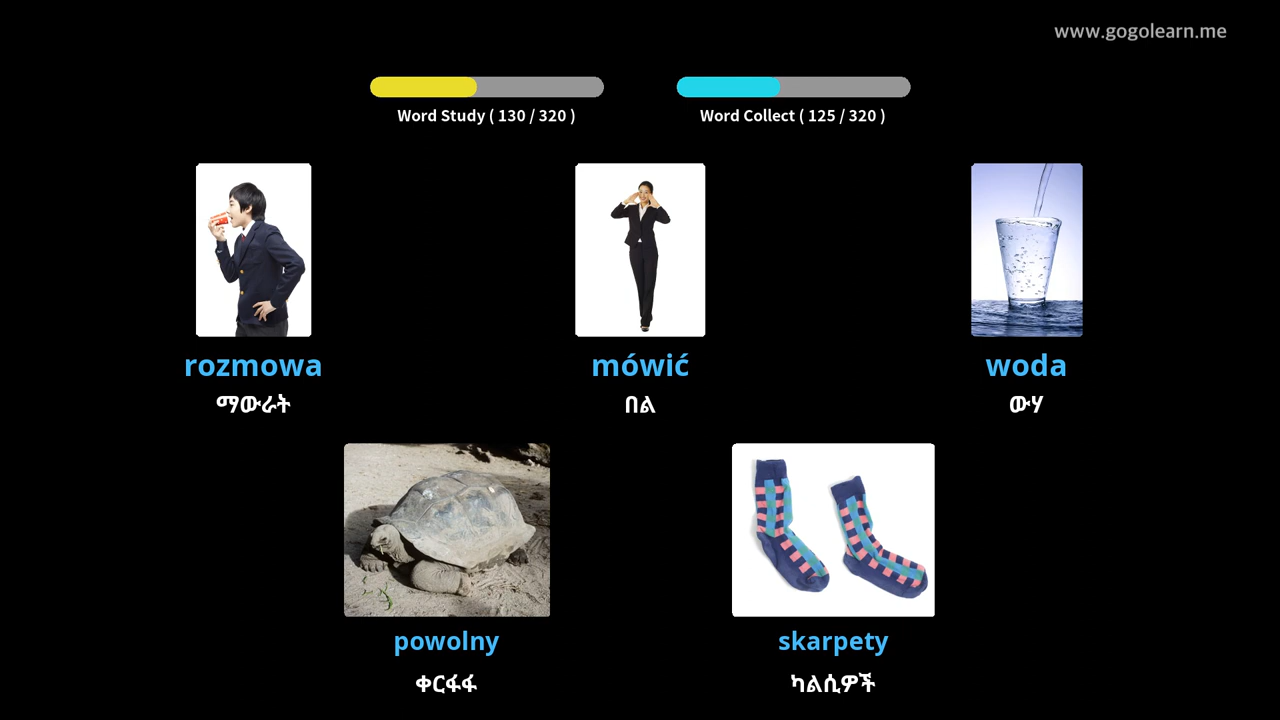 www.gogolearn.me
Word Study ( 130 / 320 )
Word Collect ( 125 / 320 )
rozmowa
ማውራት
mówić
በል
woda
ውሃ
powolny
ቀርፋፋ
skarpety
ካልሲዎች